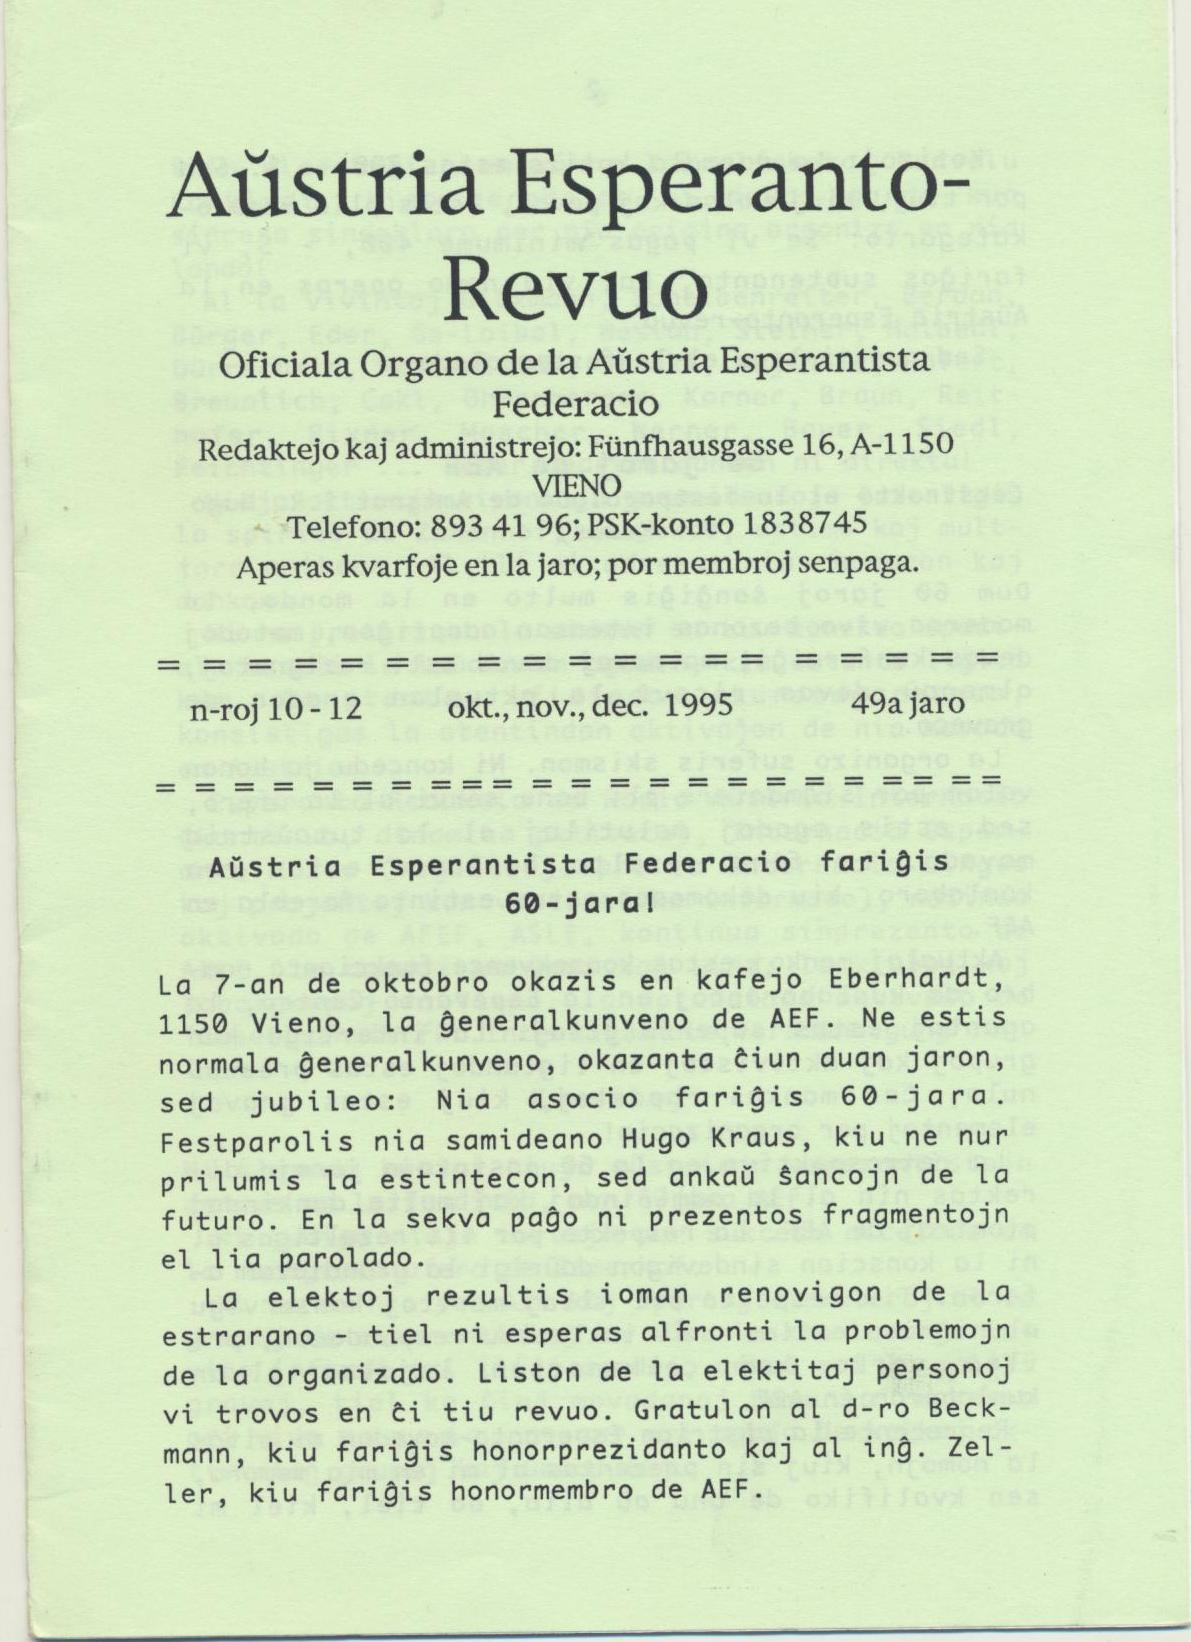 Aŭstria Esperanto-
Revuo
Oficiala Organo de la Aŭstria Esperantista
Federacio
Redaktejo kaj administrejo: Fünfhausgasse 16, A-1150
VIENO
Telefono: 893 41 96; PSK-konto 1838745
Aperas kvarfoje en la jaro; por membroj senpaga.
= = = = = = = = = = = = = = = = = = =
n-roj 10 - 12 okt., nov., dec. 1995 49a jaro
= = = = = = = = = = = = = = = = = = = =
Aŭstria Esperantista Federacio fariĝis
60-jara!
La 7-an de oktobro okazis en kafejo Eberhardt,
1150 Vieno, la ĝeneralkunveno de AEF. Ne estis
normala ĝeneralkunveno, okazanta ĉiun duan jaron,
sed jubileo: Nia asocio fariĝis 60-jara.
Festparolis nia samideano Hugo Kraus, kiu ne nur
prilumis la estintecon, sed ankaŭ ŝancojn de la
futuro. En la sekva paĝo ni prezentos fragmentojn
el lia parolado.
La elektoj rezultis ioman renovigon de la
estrarano - tiel ni esperas alfronti la problemojn
de la organizado. Liston de la elektitaj personoj
vi trovos en ĉi tiu revuo. Gratulon al d-ro Beck-
mann, kiu fariĝis honorprezidanto kaj al inĝ. Zel-
ler, kiu fariĝis honormembro de AEF.